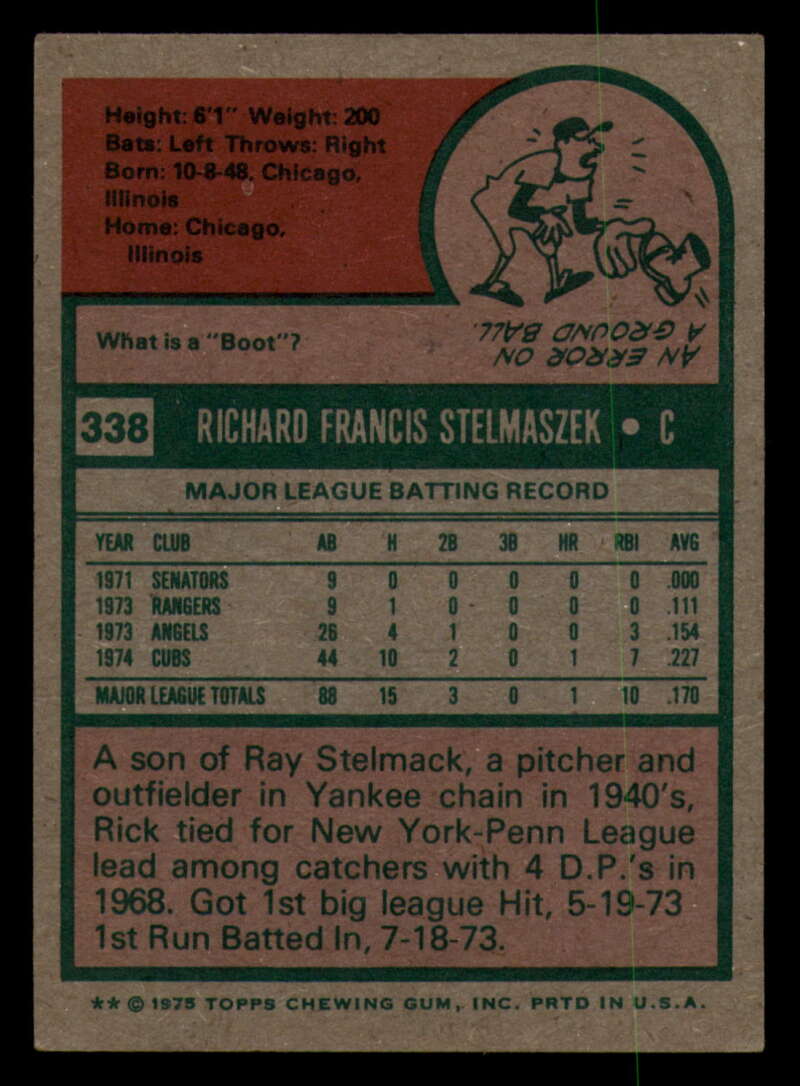 Height: 6'1" Weight: 200
Bats: Left Throws: Right
Born: 10-8-48, Chicago,
Illinois
Home: Chicago,
Illinois
What is a "Boot"?
AN ERROR ON
A GROUND BALL.
338 RICHARD FRANCIS STELMASZEK • C
MAJOR LEAGUE BATTING RECORD
YEAR CLUB AB H 2B 3B HR RBI AVG
1971 SENATORS 9 0 0 0 0 0 .000
1973 RANGERS 9 1 0 0 0 0 .111
1973 ANGELS 26 4 1 0 0 3 .154
1974 CUBS 44 10 2 0 1 7 .227
MAJOR LEAGUE TOTALS 88 15 3 0 1 10 .170
A son of Ray Stelmack, a pitcher and
outfielder in Yankee chain in 1940's,
Rick tied for New York-Penn League
lead among catchers with 4 D.P.'s in
1968. Got 1st big league Hit, 5-19-73
1st Run Batted In, 7-18-73.
** © 1975 TOPPS CHEWING GUM, INC. PRTD IN U.S.A.